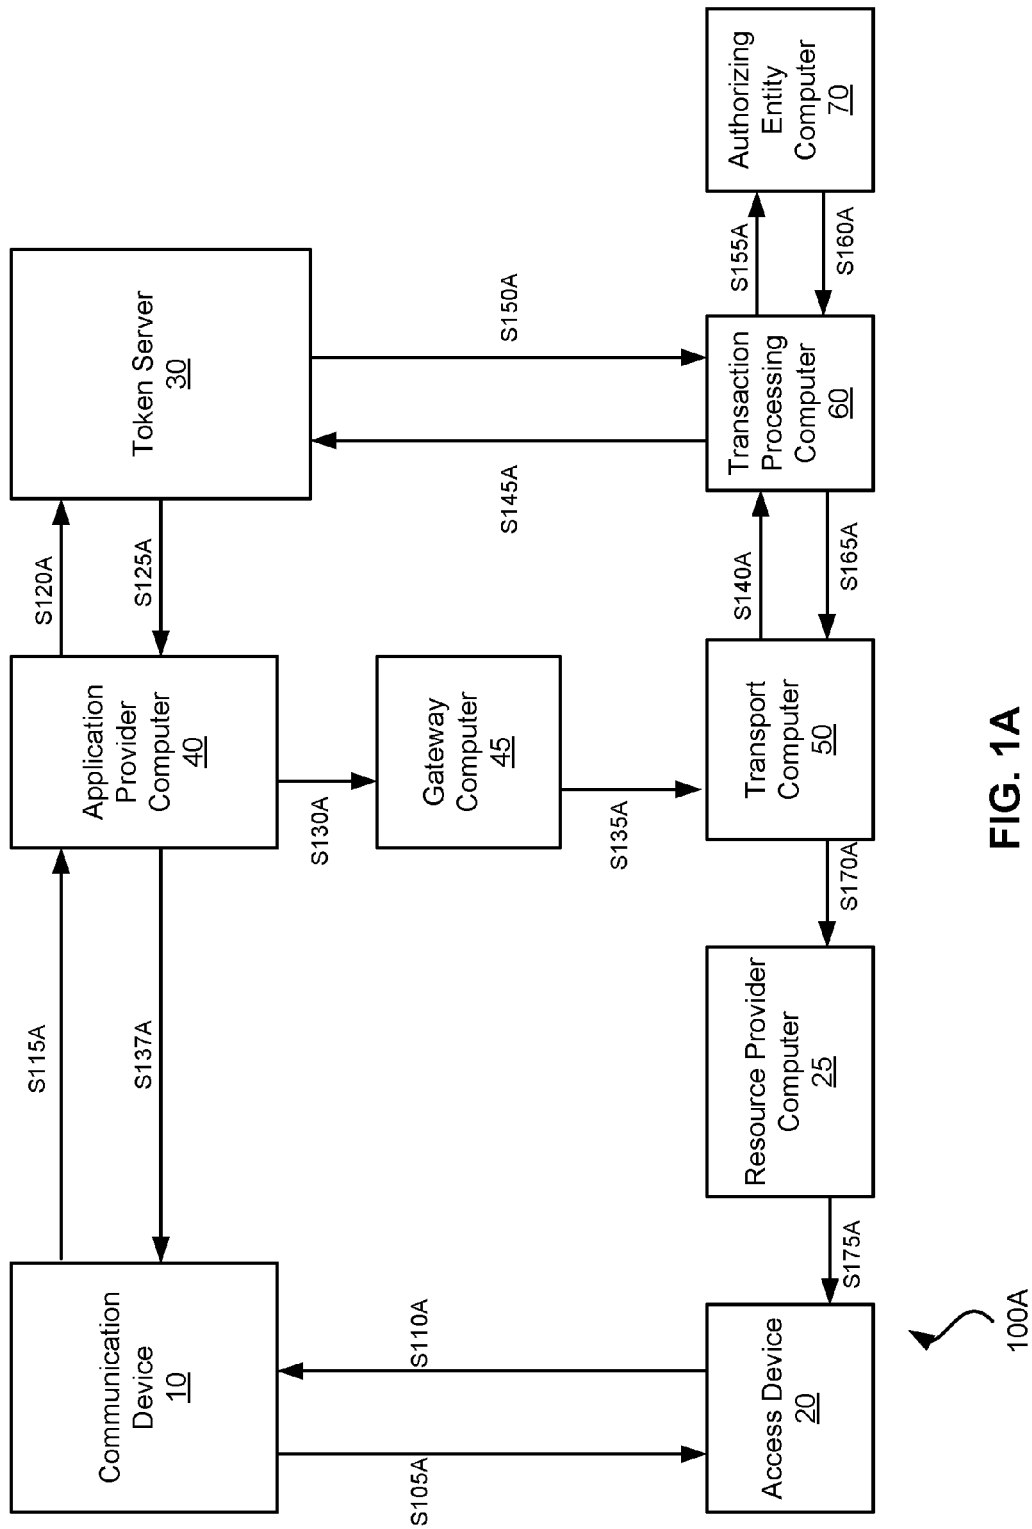 Communication
Device
10
S115A
S137A
Application
Provider
Computer
40
S120A
S125A
Token Server
30
S105A
S110A
S130A
Gateway
Computer
45
S135A
S145A
S150A
Access Device
20
S175A
Resource Provider
Computer
25
S170A
Transport
Computer
50
S140A
S165A
Transaction
Processing
Computer
60
S155A
S160A
Authorizing
Entity
Computer
70
100A
FIG. 1A